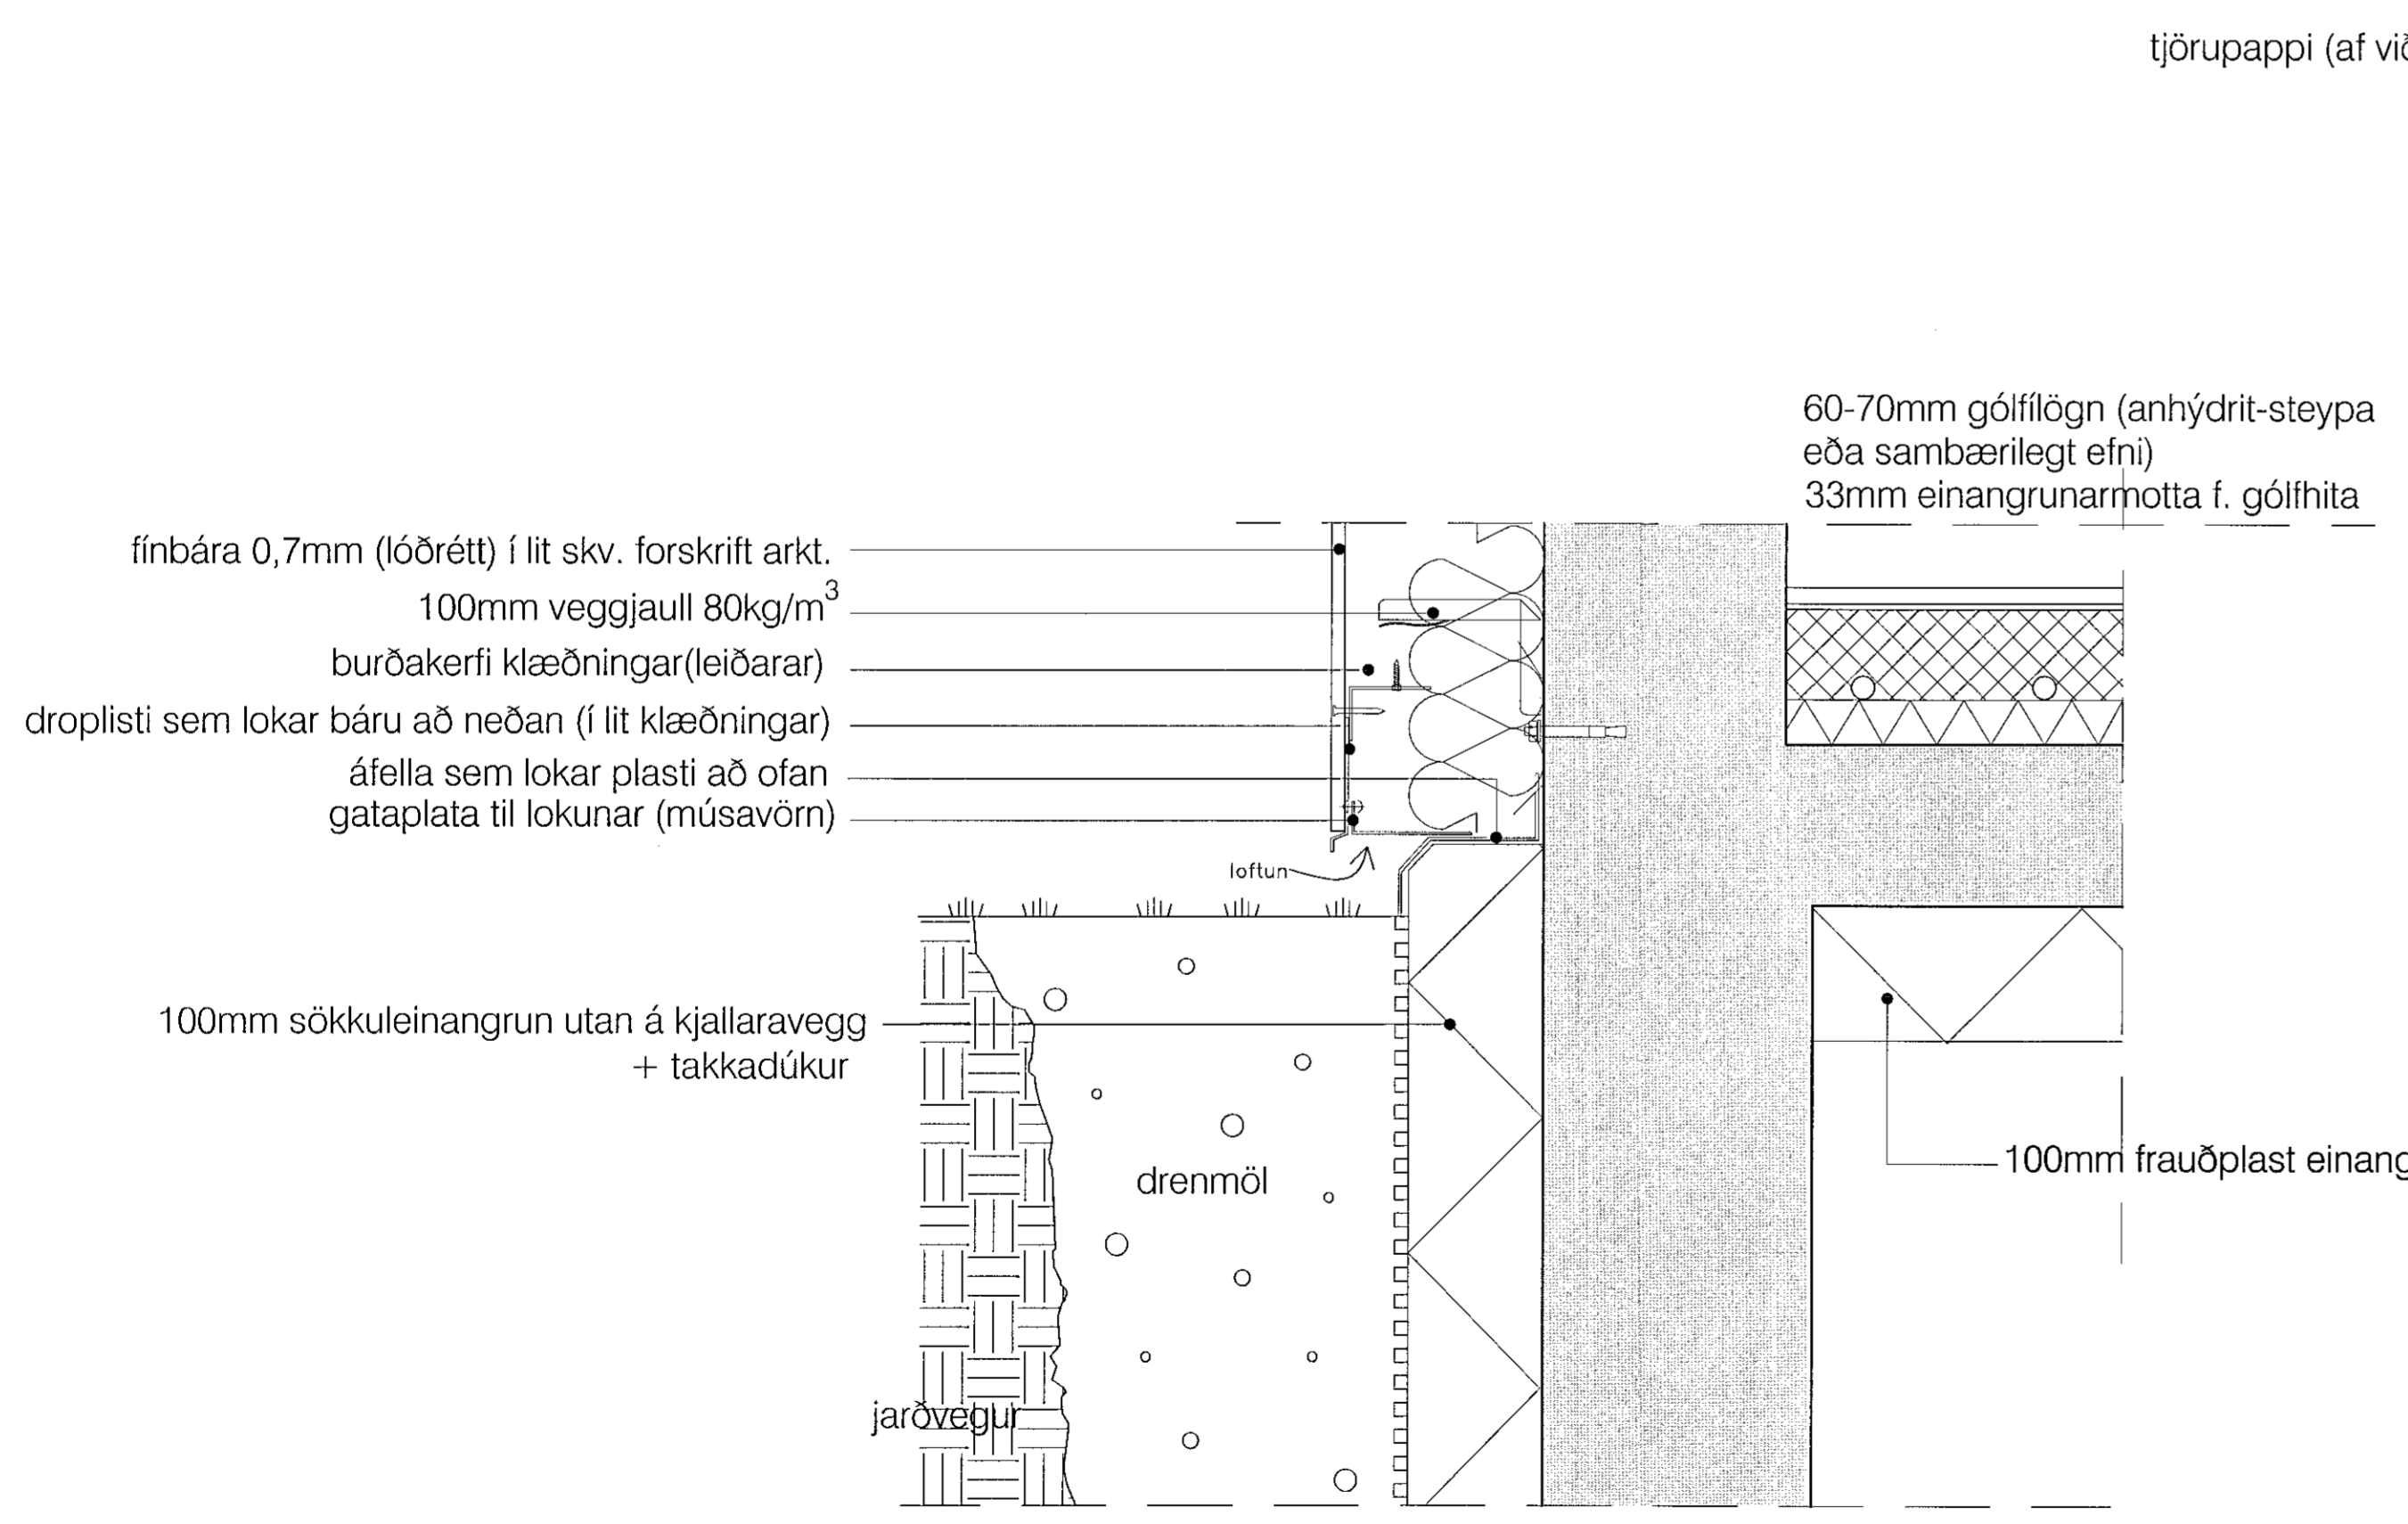 tjörupappi (af við
60-70mm gólfílögn (anhýdrit-steypa
eða sambærilegt efni)
33mm einangrunarmotta f. gólfhita
fínbára 0,7mm (lóðrétt) í lit skv. forskrift arkt.
100mm veggjaull 80kg/m³
burðakerfi klæðningar(leiðarar)
droplisti sem lokar báru að neðan (í lit klæðningar)
áfella sem lokar plasti að ofan
gataplata til lokunar (músavörn)
loftun
100mm sökkuleinangrun utan á kjallaravegg
+ takkadúkur
drenmöl
100mm frauðplast einang
jarðvegur